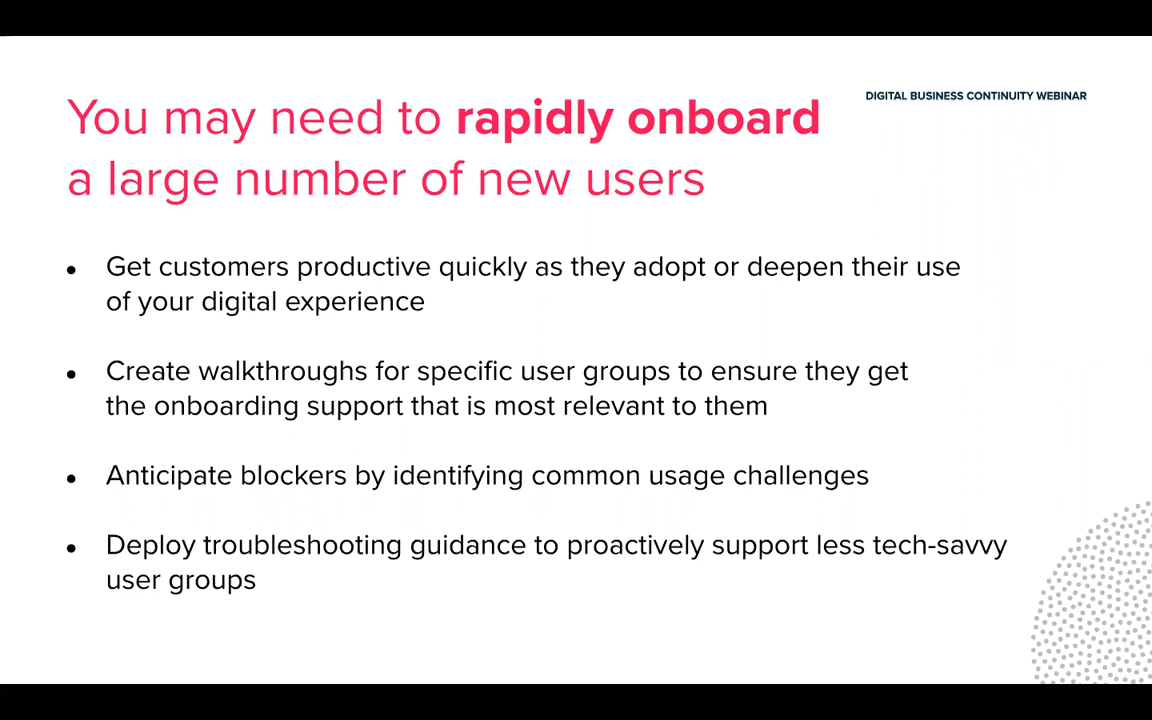 DIGITAL BUSINESS CONTINUITY WEBINAR
You may need to rapidly onboard
a large number of new users
• Get customers productive quickly as they adopt or deepen their use
of your digital experience
• Create walkthroughs for specific user groups to ensure they get
the onboarding support that is most relevant to them
• Anticipate blockers by identifying common usage challenges
• Deploy troubleshooting guidance to proactively support less tech-savvy
user groups